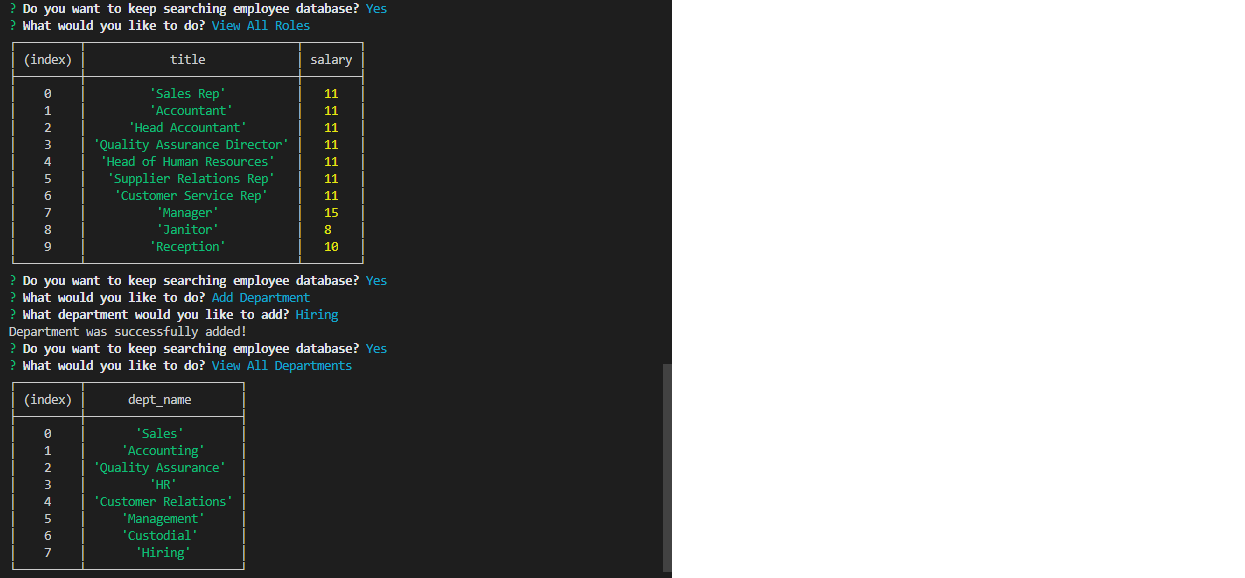 ? Do you want to keep searching employee database? Yes
? What would you like to do? View All Roles
(index) title salary
0 'Sales Rep' 11
1 'Accountant' 11
2 'Head Accountant' 11
3 'Quality Assurance Director' 11
4 'Head of Human Resources' 11
5 'Supplier Relations Rep' 11
6 'Customer Service Rep' 11
7 'Manager' 15
8 'Janitor' 8
9 'Reception' 10
? Do you want to keep searching employee database? Yes
? What would you like to do? Add Department
? What department would you like to add? Hiring
Department was successfully added!
? Do you want to keep searching employee database? Yes
? What would you like to do? View All Departments
(index) dept_name
0 'Sales'
1 'Accounting'
2 'Quality Assurance'
3 'HR'
4 'Customer Relations'
5 'Management'
6 'Custodial'
7 'Hiring'